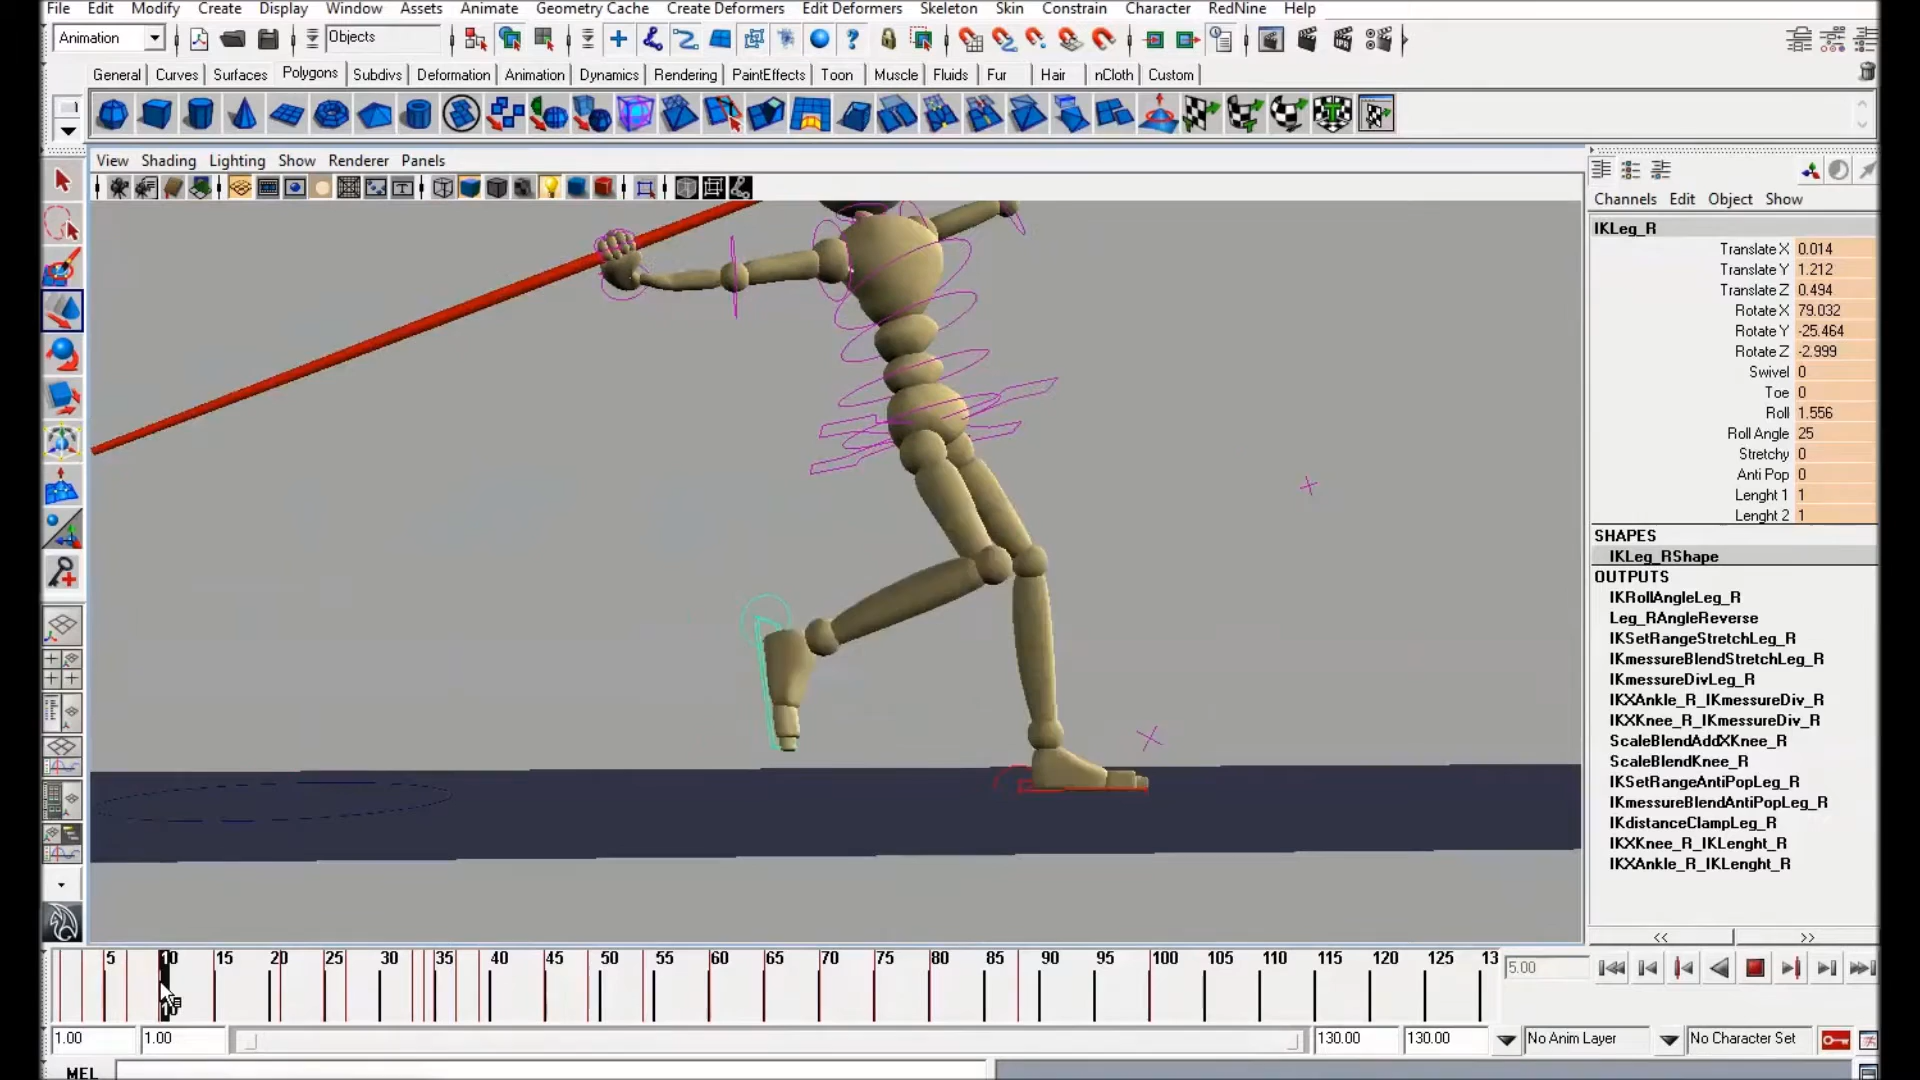 File Edit Modify Create Display Window Assets Animate Geometry Cache Create Deformers Edit Deformers Skeleton Skin Constrain Character RedNine Help
Animation Objects
General Curves Surfaces Polygons Subdivs Deformation Animation Dynamics Rendering PaintEffects Toon Muscle Fluids Fur Hair nCloth Custom
View Shading Lighting Show Renderer Panels
Channels Edit Object Show
IKLeg_R
Translate X 0.014
Translate Y 1.212
Translate Z 0.494
Rotate X 79.032
Rotate Y -25.464
Rotate Z -2.999
Swivel 0
Toe 0
Roll 1.556
Roll Angle 25
Stretchy 0
Anti Pop 0
Lenght 1 1
Lenght 2 1
SHAPES
IKLeg_RShape
OUTPUTS
IKRollAngleLeg_R
Leg_RAngleReverse
IKSetRangeStretchLeg_R
IKmessureBlendStretchLeg_R
IKmessureDivLeg_R
IKXAnkle_R_IKmessureDiv_R
IKXKnee_R_IKmessureDiv_R
ScaleBlendAddXKnee_R
ScaleBlendKnee_R
IKSetRangeAntiPopLeg_R
IKmessureBlendAntiPopLeg_R
IKdistanceClampLeg_R
IKXKnee_R_IKLenght_R
IKXAnkle_R_IKLenght_R
<< >>
5 10 15 20 25 30 35 40 45 50 55 60 65 70 75 80 85 90 95 100 105 110 115 120 125 13
5.00
1.00 1.00 130.00 130.00 No Anim Layer No Character Set
MEL